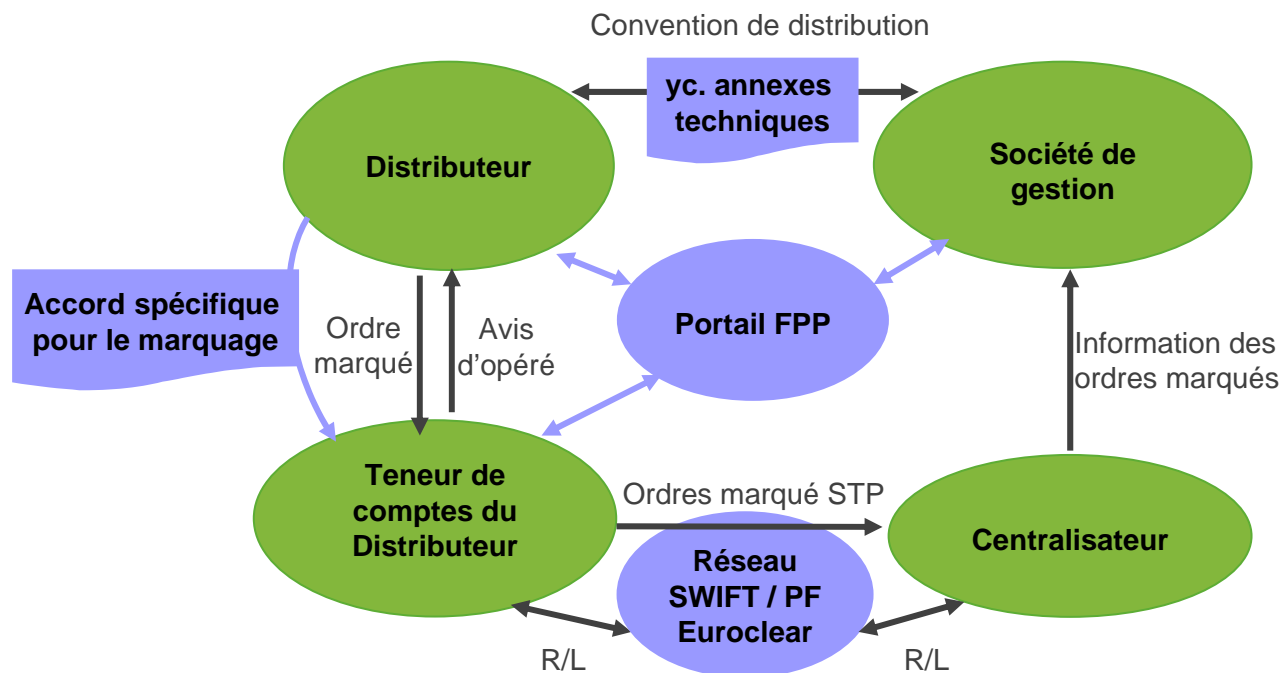 Convention de distribution
yc. annexes
techniques
Distributeur
Société de
gestion
Accord spécifique
pour le marquage
Ordre
marqué
Avis
d’opéré
Portail FPP
Information des
ordres marqués
Teneur de
comptes du
Distributeur
Ordres marqué STP
Réseau
SWIFT / PF
Euroclear
Centralisateur
R/L
R/L